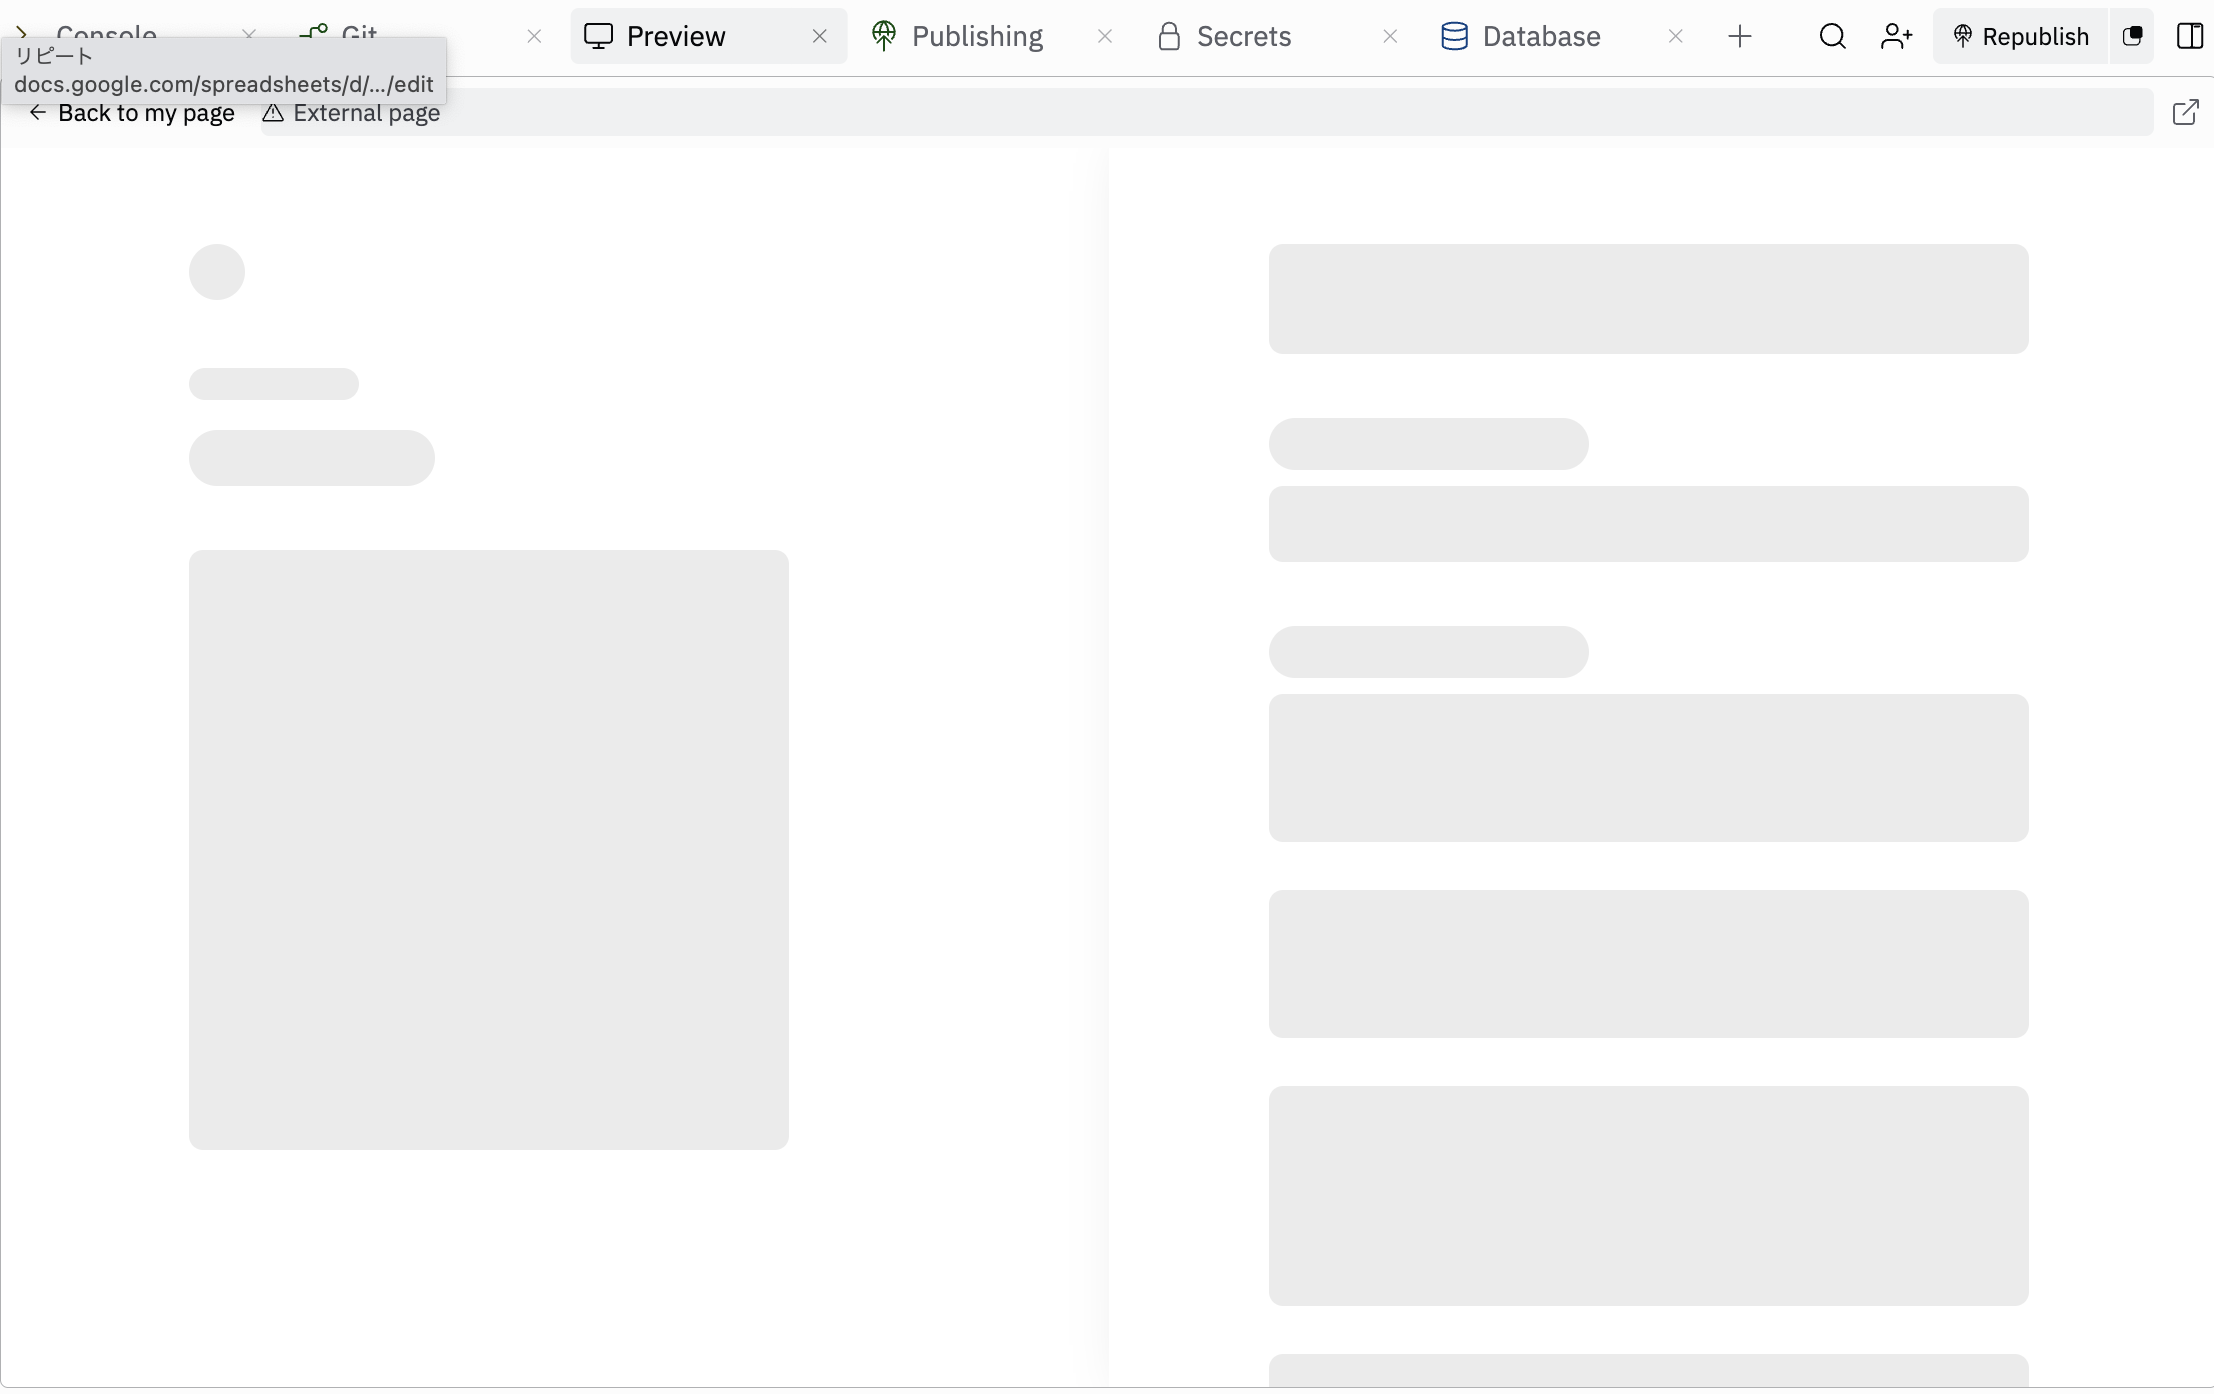 Console
Git
Preview
Publishing
Secrets
Database
Republish
リピート
docs.google.com/spreadsheets/d/.../edit
Back to my page
External page